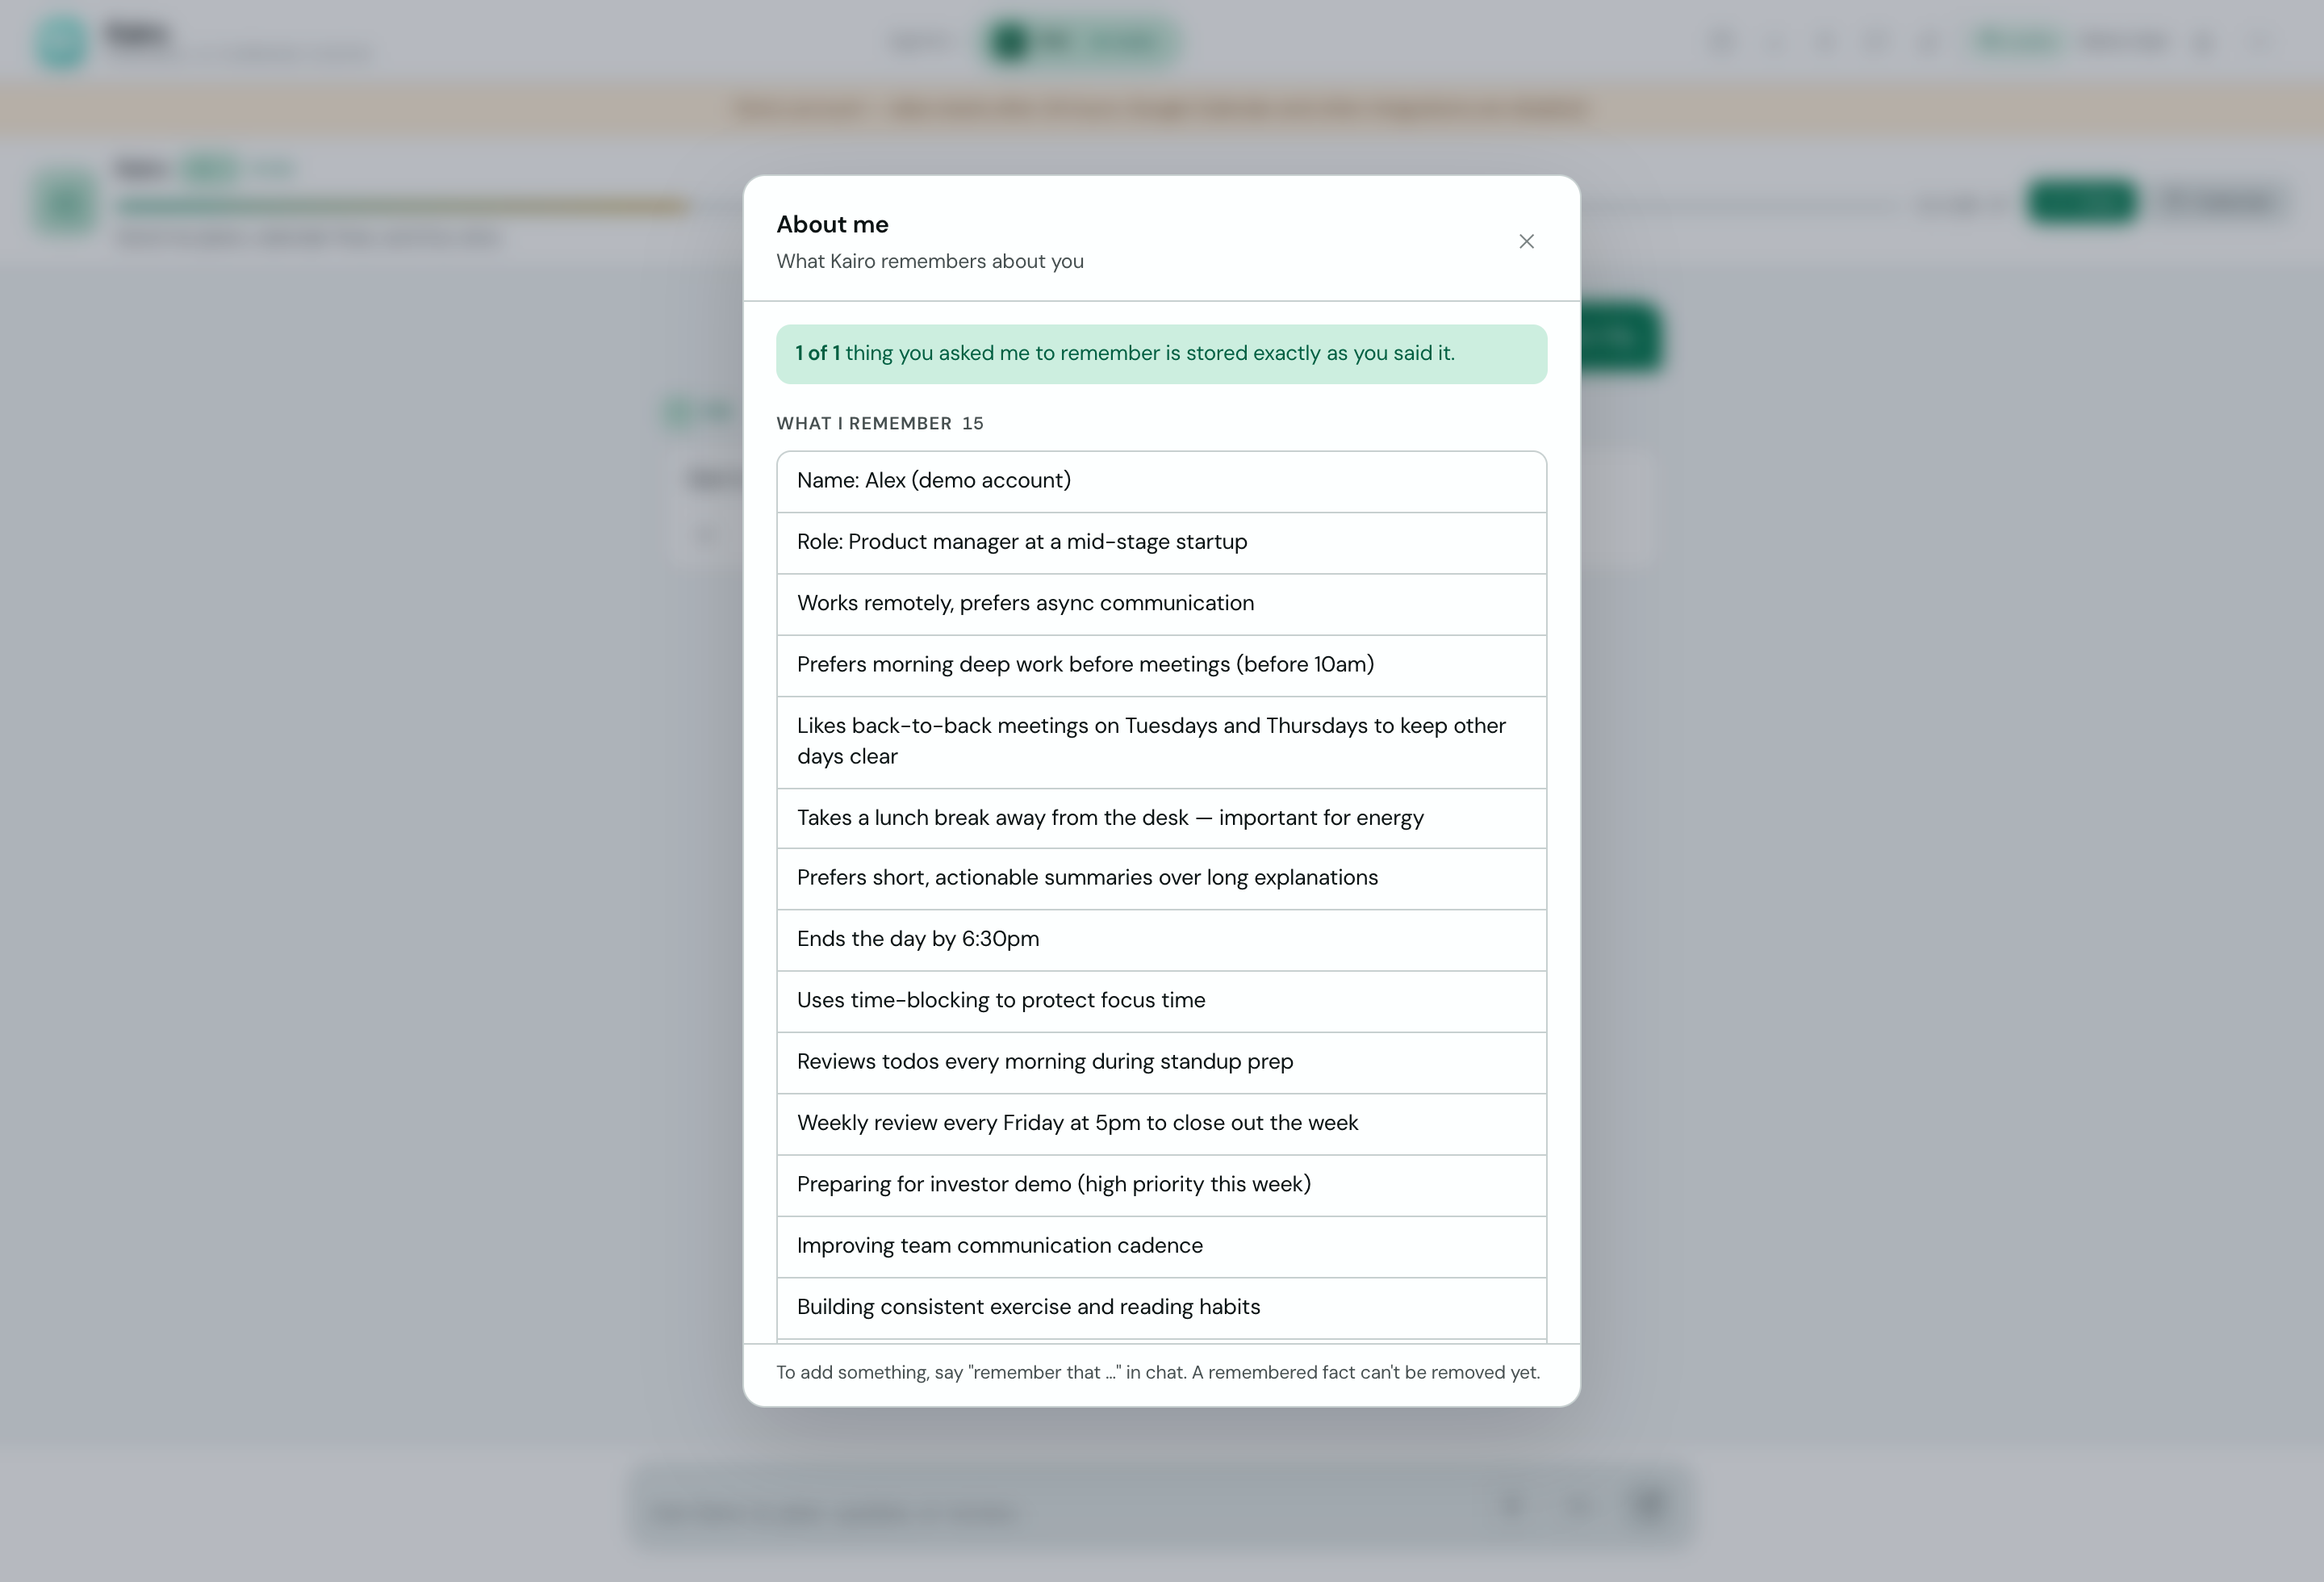 About me
What Kairo remembers about you
1 of 1 thing you asked me to remember is stored exactly as you said it.
WHAT I REMEMBER 15
Name: Alex (demo account)
Role: Product manager at a mid-stage startup
Works remotely, prefers async communication
Prefers morning deep work before meetings (before 10am)
Likes back-to-back meetings on Tuesdays and Thursdays to keep other
days clear
Takes a lunch break away from the desk — important for energy
Prefers short, actionable summaries over long explanations
Ends the day by 6:30pm
Uses time-blocking to protect focus time
Reviews todos every morning during standup prep
Weekly review every Friday at 5pm to close out the week
Preparing for investor demo (high priority this week)
Improving team communication cadence
Building consistent exercise and reading habits
To add something, say "remember that ..." in chat. A remembered fact can't be removed yet.